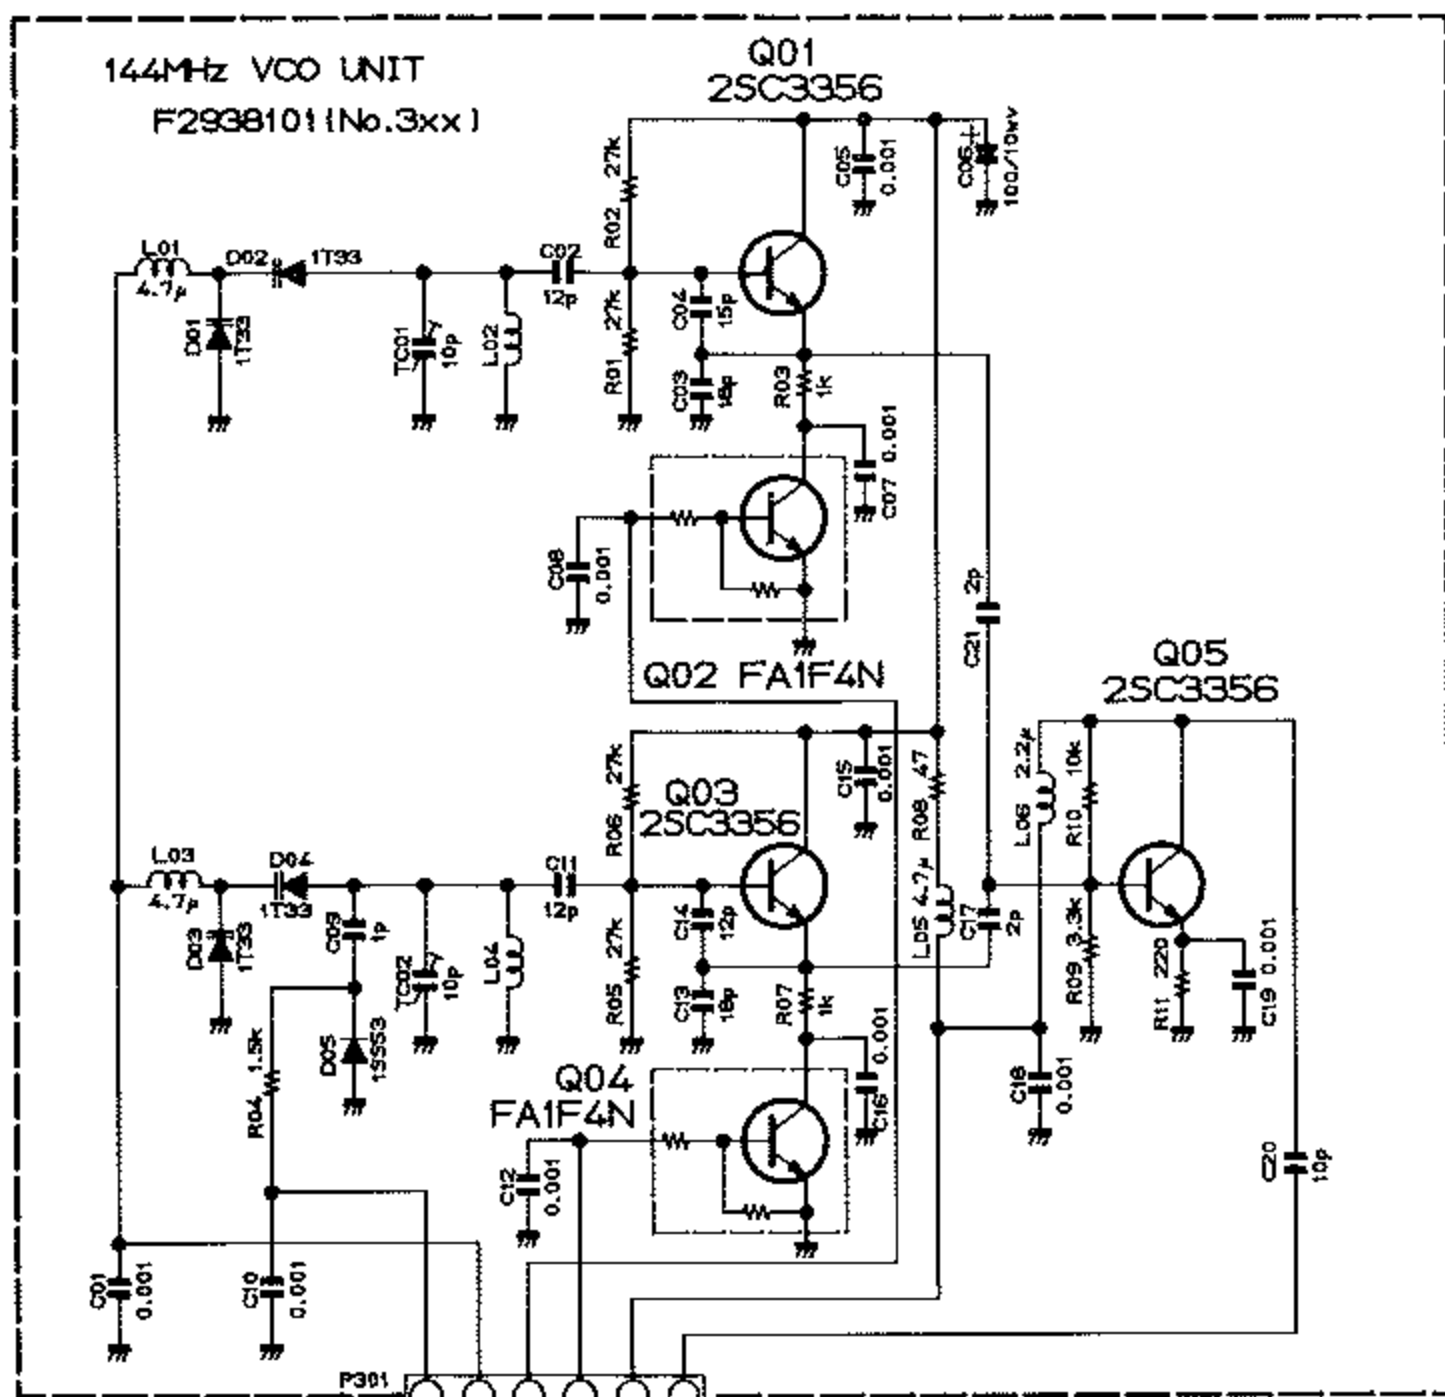 144MHz VCO UNIT
F2938101(No.3xx)
Q01
2SC3356
L01
4.7μ
D02
1T33
D01
1T33
TC01
10p
L02
C02
12p
R02 27k
R01 27k
C04
15p
C03
18p
R03
1k
C05
0.001
C06
+
100/10wv
C07 0.001
C08
0.001
Q02 FA1F4N
C21 2p
Q05
2SC3356
L03
4.7μ
D04
1T33
D03
1T33
C09
1p
D05
1SS53
R04 1.5k
TC02
10p
L04
C11
12p
R06 27k
R05 27k
Q03
2SC3356
C14
12p
C13
18p
R07
1k
C15
0.001
C16 0.001
R08 47
L05 4.7μ
C17
2p
L06 2.2μ
R10 10k
R09 3.3k
R11 220
C19 0.001
C18
0.001
C20
10p
Q04
FA1F4N
C12
0.001
C01
0.001
C10
0.001
P301